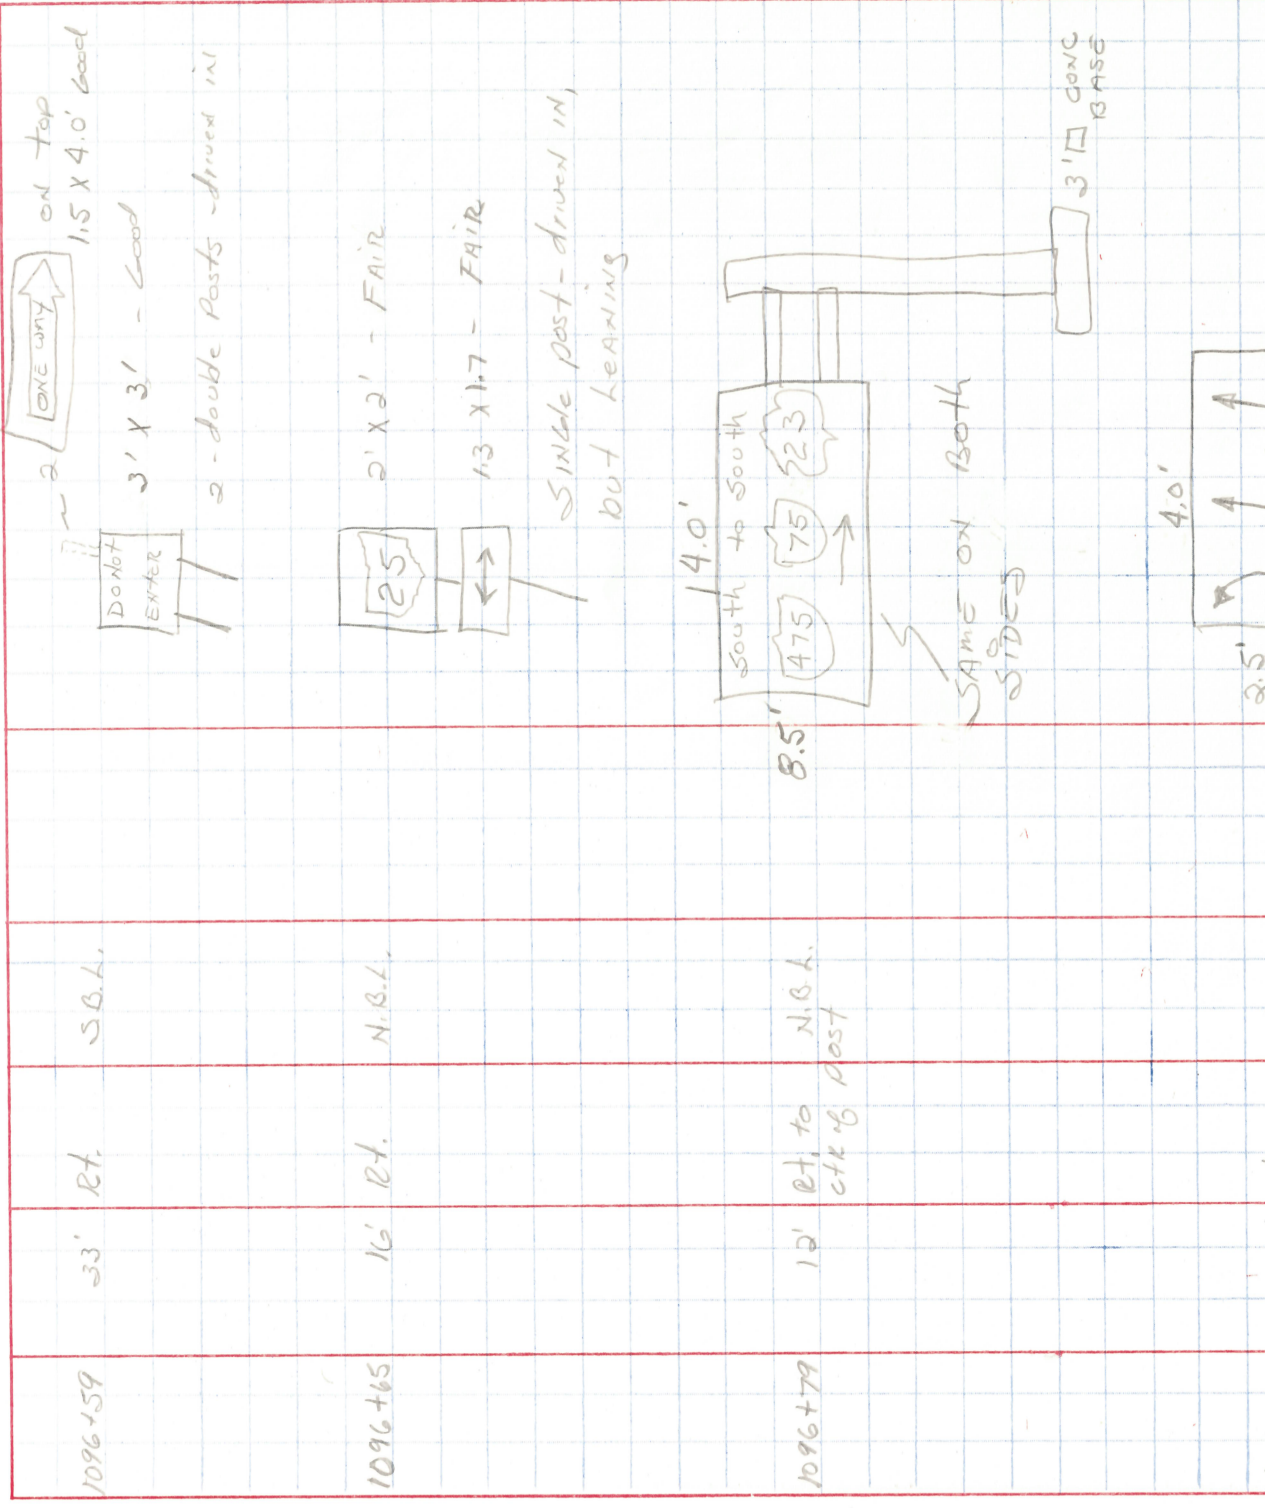 1096+59 33' Rt. S.B.L.
ONE WAY
2
on top
1.5 X 4.0' Good
DO NOT
ENTER
3' X 3' - Good
2 - double Posts - driven in
1096+65 16' Rt. N.B.L.
25
2' X 2' - FAIR
↔
1.3 X 1.7 - FAIR
SINGLE post - driven in,
but LeANiNG
1096+79 12' Rt. to N.B.L.
ctr of post
14.0'
8.5'
South to South
475 75 23
→
SAME ON BOTH
SIDES
3'□ CONC
BASE
4.0'
2.5'